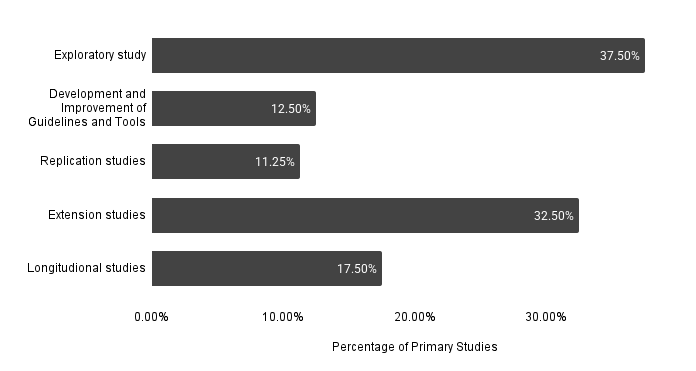 Exploratory study
37.50%
Development and
Improvement of
Guidelines and Tools
12.50%
Replication studies
11.25%
Extension studies
32.50%
Longitudional studies
17.50%
0.00%
10.00%
20.00%
30.00%
Percentage of Primary Studies